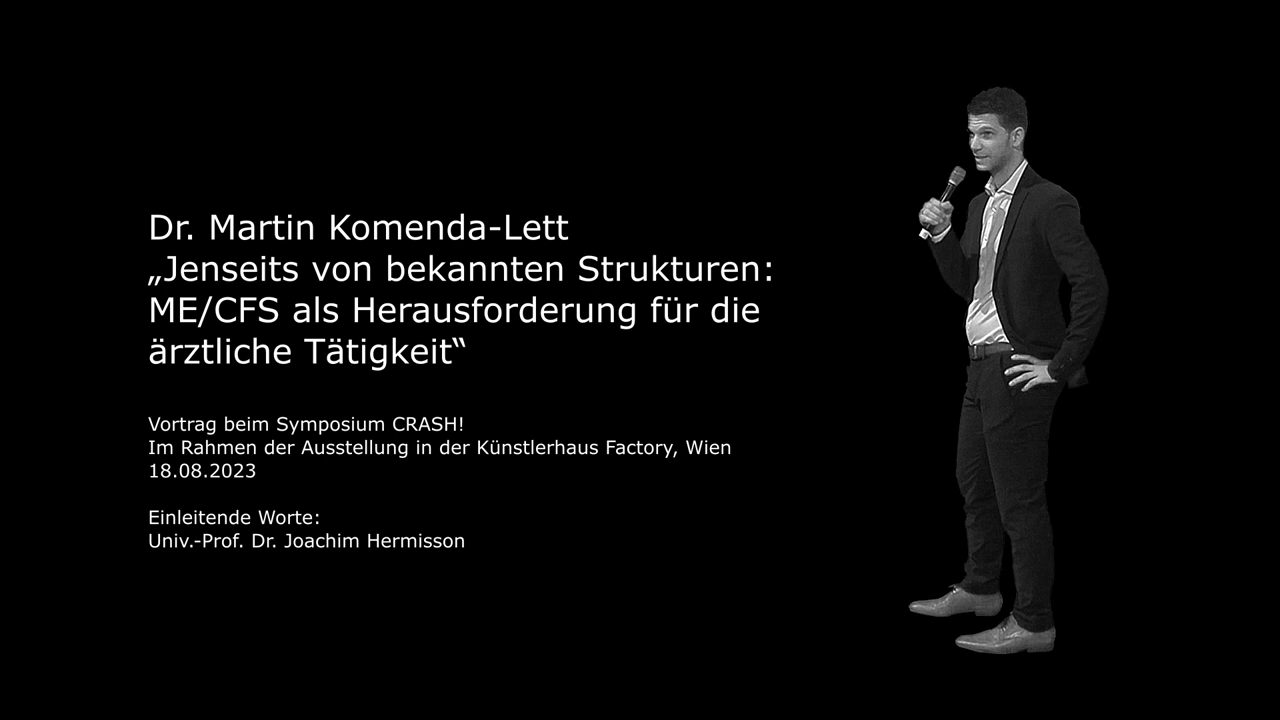 Dr. Martin Komenda-Lett
„Jenseits von bekannten Strukturen:
ME/CFS als Herausforderung für die
ärztliche Tätigkeit“
Vortrag beim Symposium CRASH!
Im Rahmen der Ausstellung in der Künstlerhaus Factory, Wien
18.08.2023
Einleitende Worte:
Univ.-Prof. Dr. Joachim Hermisson